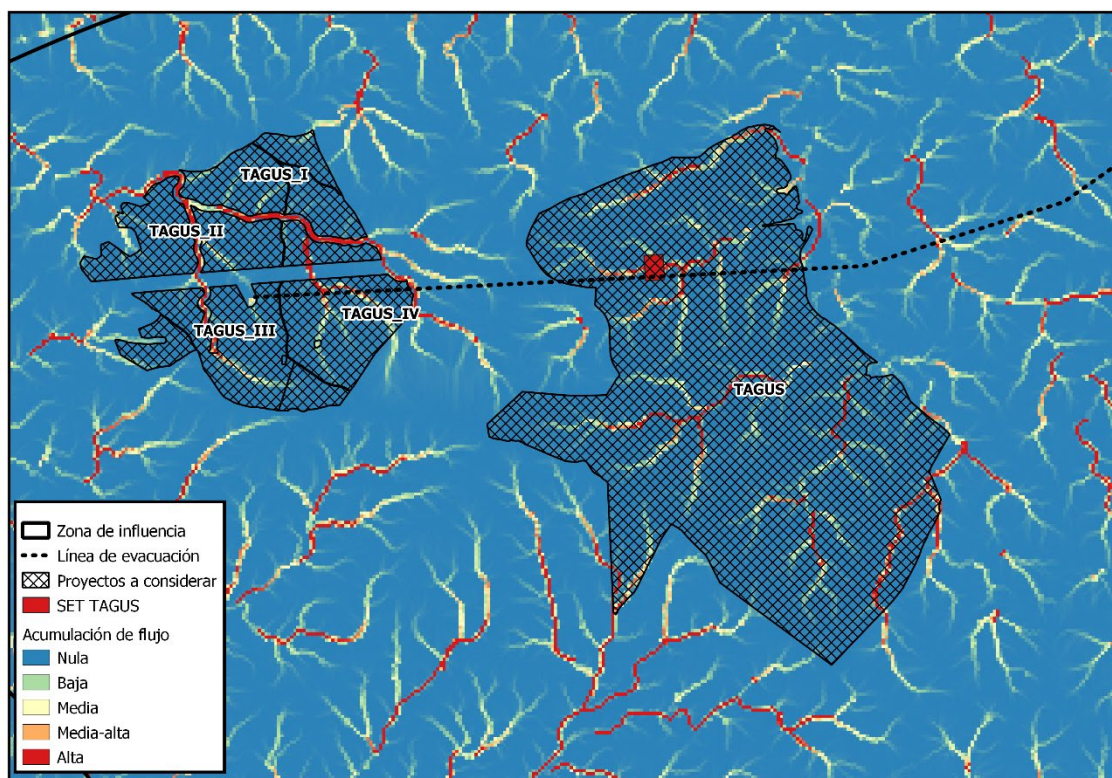 TAGUS_I
TAGUS_II
TAGUS_III
TAGUS_IV
TAGUS
Zona de influencia
Línea de evacuación
Proyectos a considerar
SET TAGUS
Acumulación de flujo
Nula
Baja
Media
Media-alta
Alta